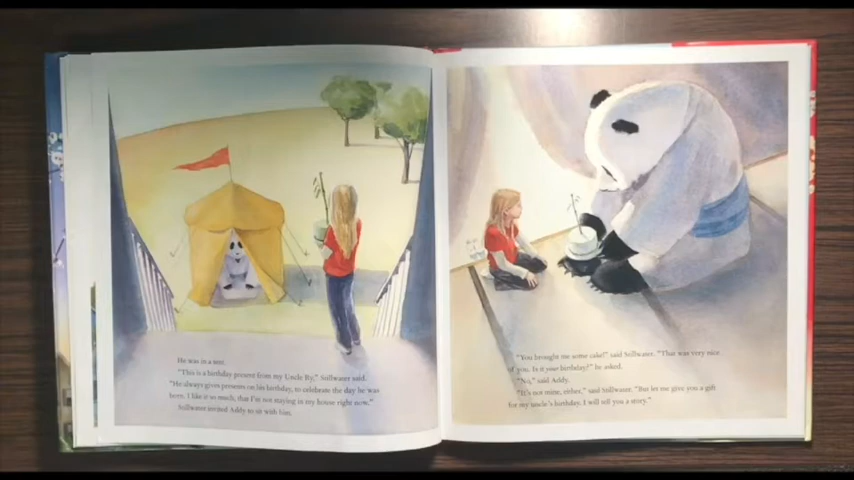 He was in a tent.
"This is a birthday present from my Uncle Ry," Stillwater said.
"He always gives presents on his birthday, to celebrate the day he was
born. I like it so much, that I'm not staying in my house right now."
Stillwater invited Addy to sit with him.
"You brought me some cake!" said Stillwater. "That was very nice
of you. Is it your birthday?" he asked.
"No," said Addy.
"It's not mine, either," said Stillwater. "But let me give you a gift
for my uncle's birthday. I will tell you a story."